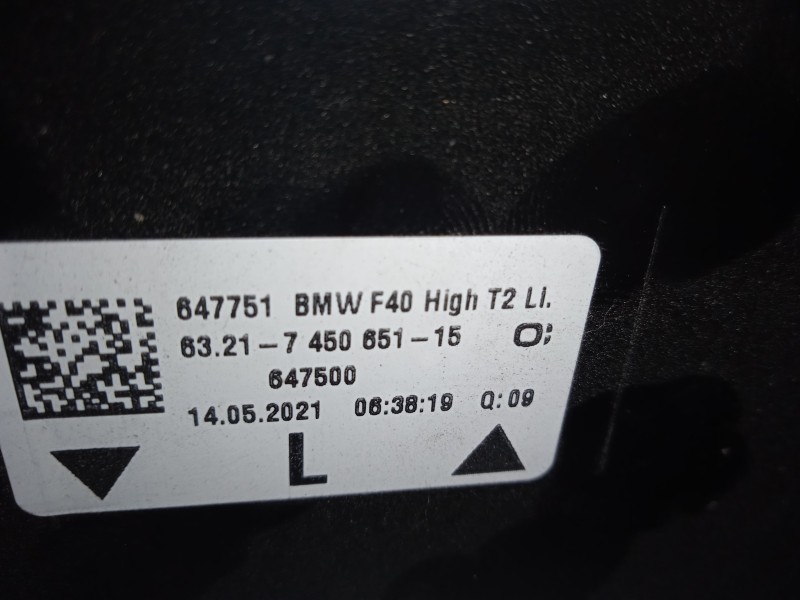 647751 BMW F40 High T2 LI.
63.21-7 450 651-15 O;
647500
14.05.2021 06:38:19 Q:09
L